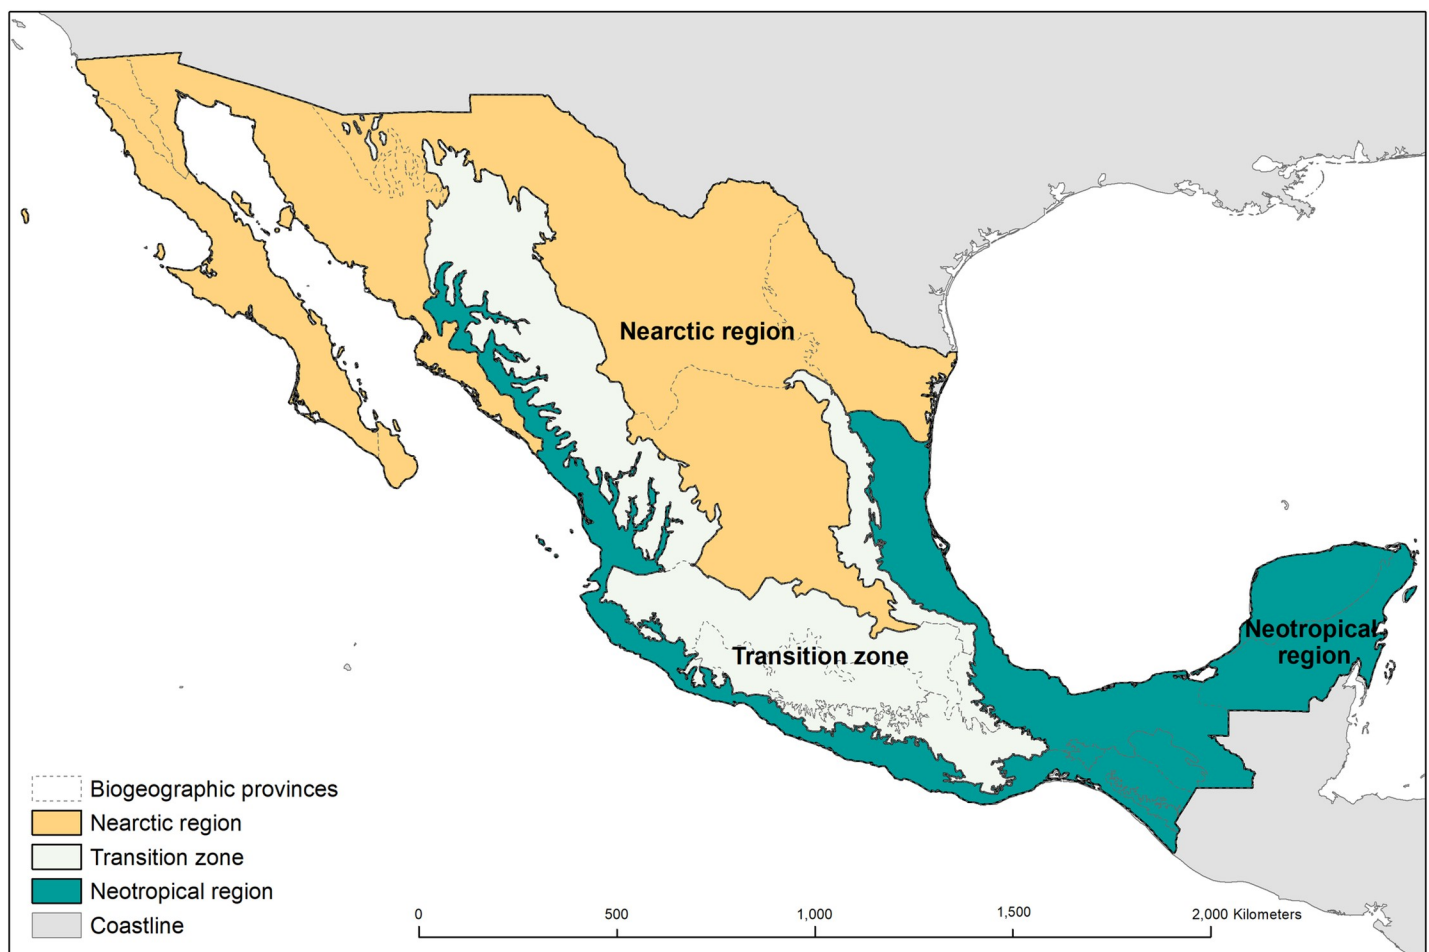 Nearctic region
Neotropical
region
Transition zone
Biogeographic provinces
Nearctic region
Transition zone
Neotropical region
Coastline
0 500 1,000 1,500 2,000 Kilometers